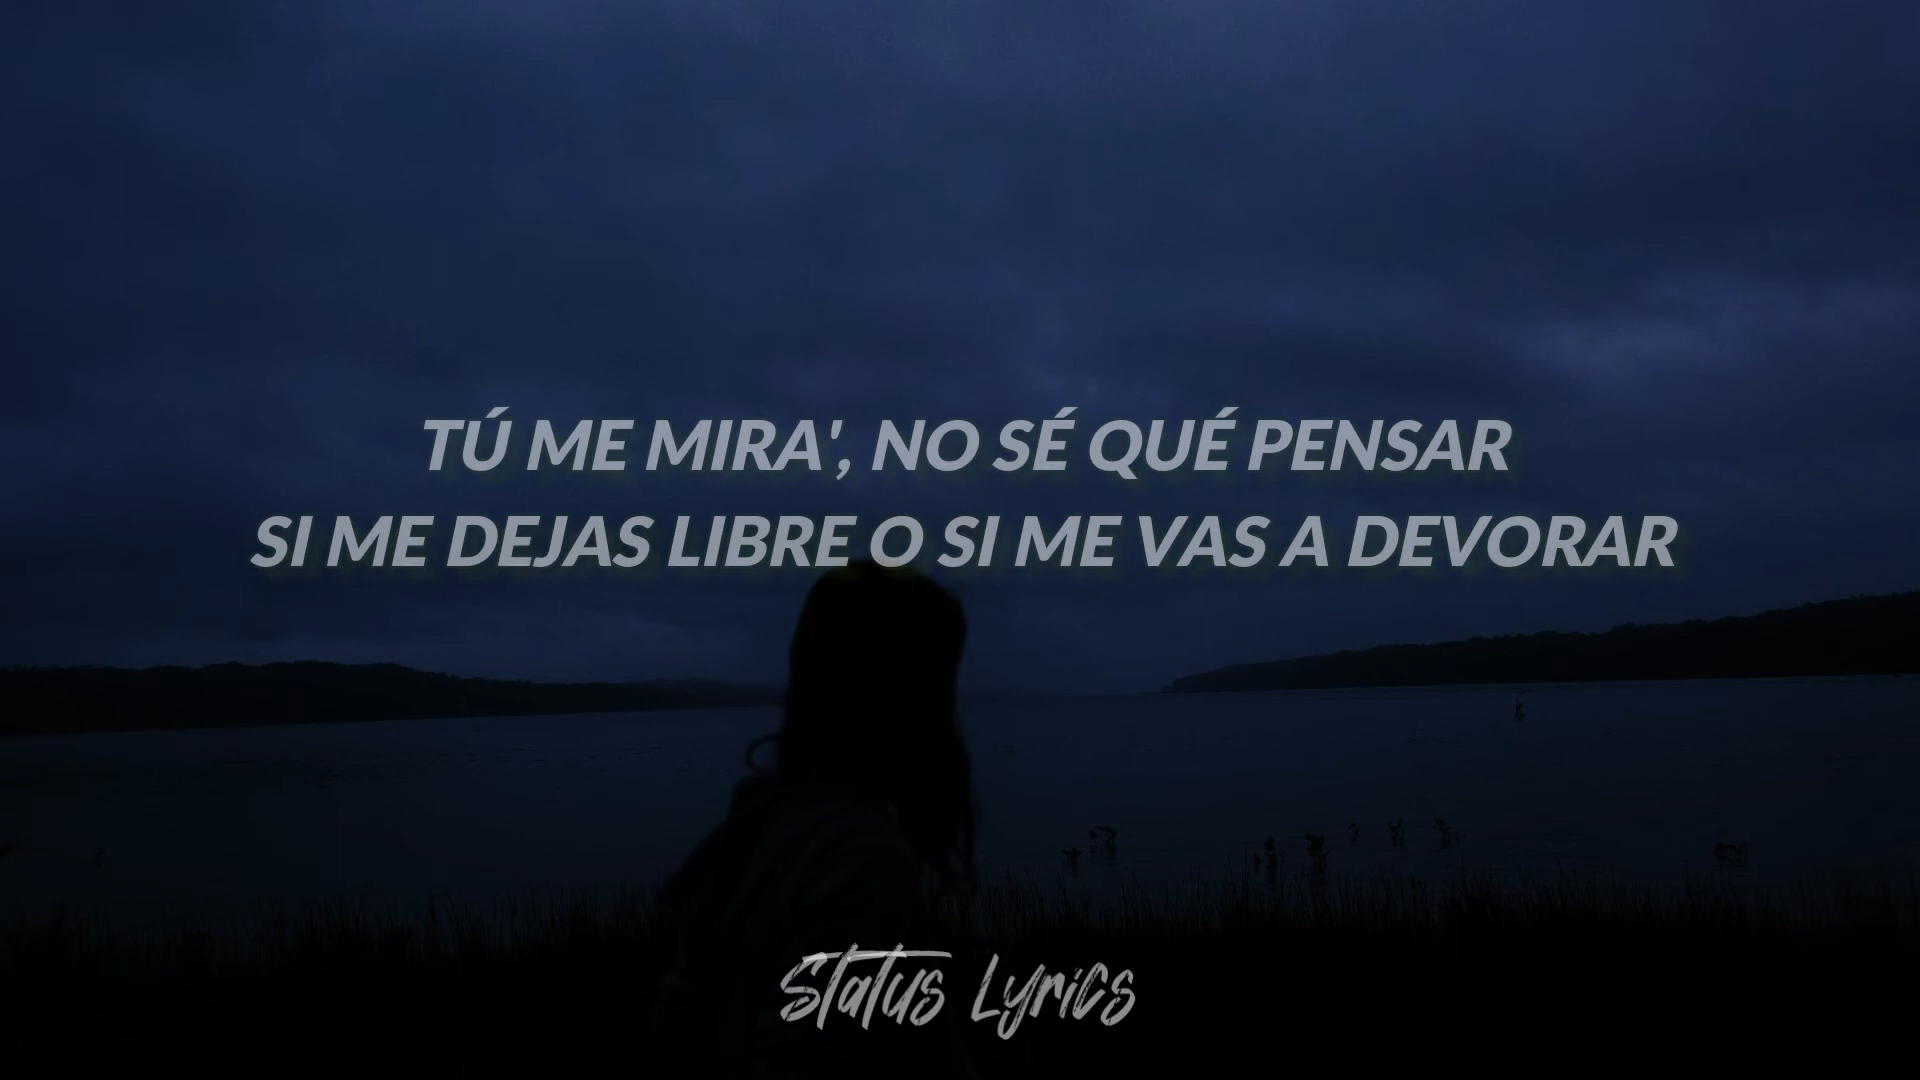 TÚ ME MIRA', NO SÉ QUÉ PENSAR
SI ME DEJAS LIBRE O SI ME VAS A DEVORAR
Status Lyrics